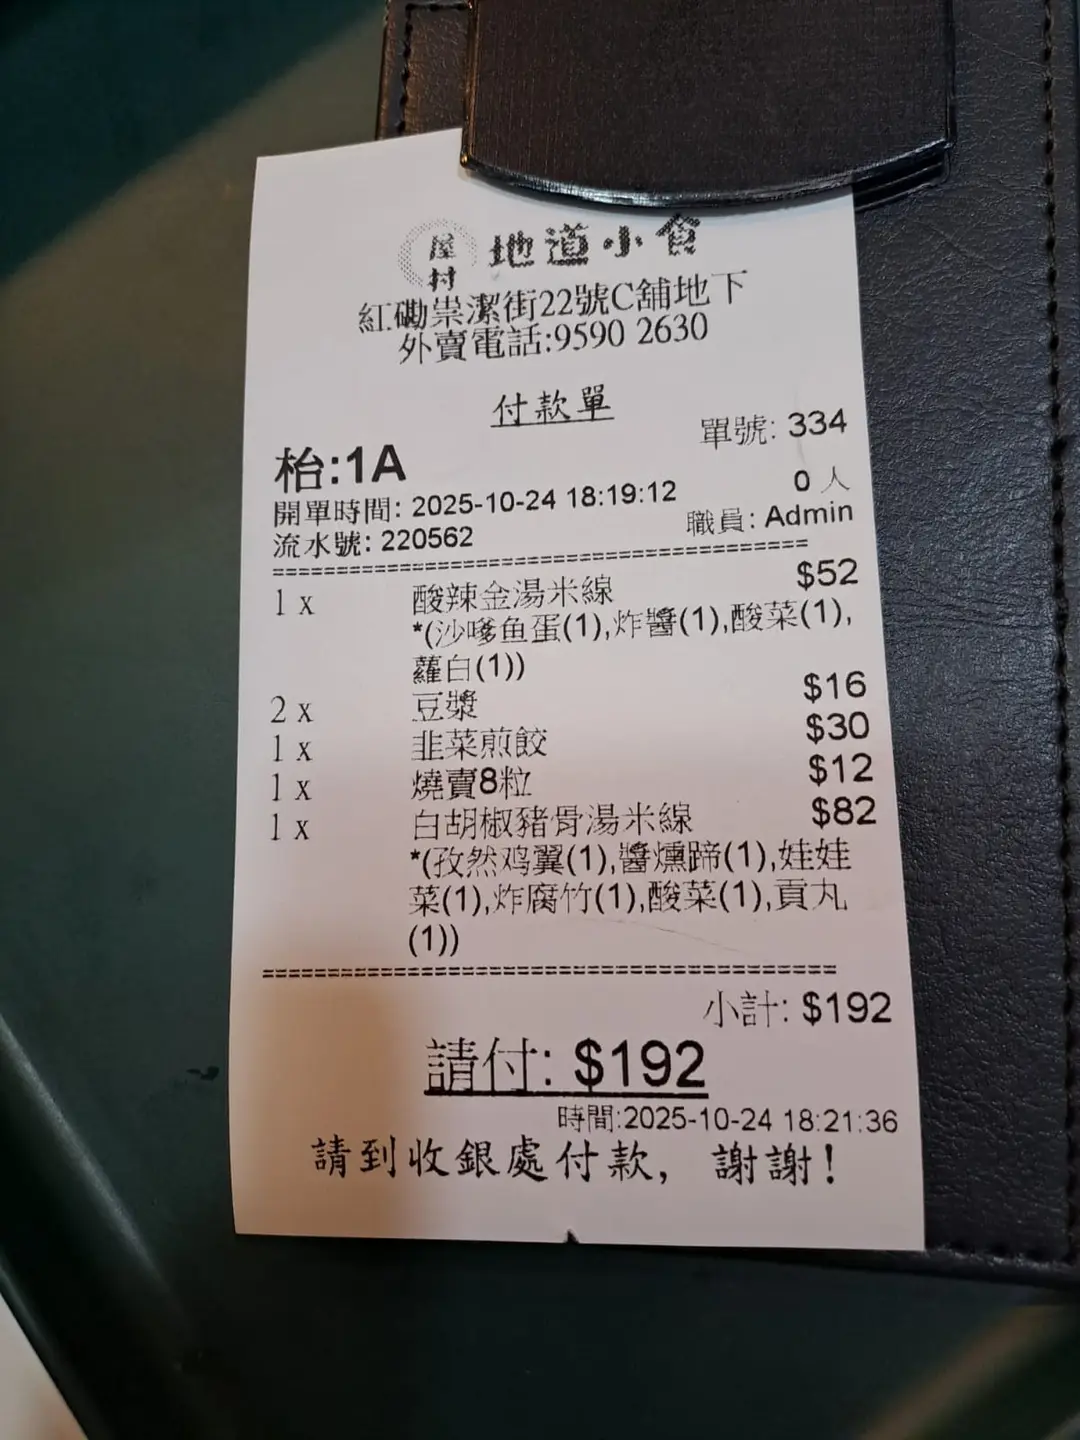 屋村 地道小食
紅磡祟潔街22號C舖地下
外賣電話:9590 2630
付款單
單號: 334
枱:1A
0 人
開單時間: 2025-10-24 18:19:12
職員: Admin
流水號: 220562
1 x 酸辣金湯米線 $52
*(沙嗲鱼蛋(1),炸醬(1),酸菜(1),
蘿白(1))
2 x 豆漿 $16
1 x 韭菜煎餃 $30
1 x 燒賣8粒 $12
1 x 白胡椒豬骨湯米線 $82
*(孜然鸡翼(1),醬燻蹄(1),娃娃
菜(1),炸腐竹(1),酸菜(1),貢丸
(1))
小計: $192
請付: $192
時間:2025-10-24 18:21:36
請到收銀處付款, 謝謝!